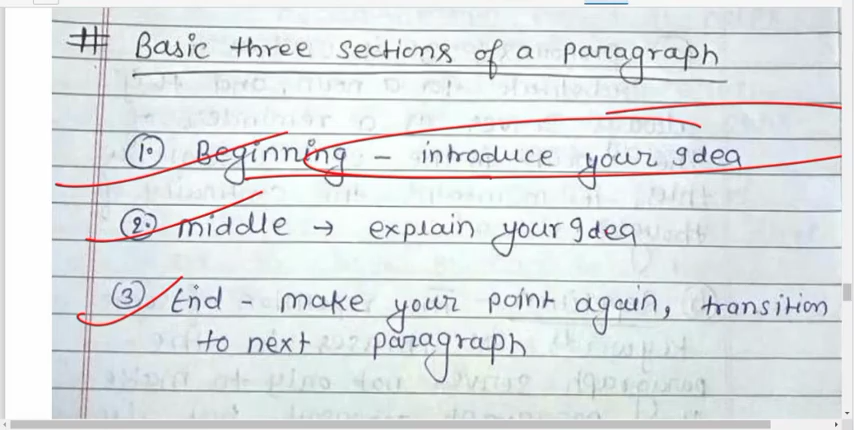 # Basic three sections of a paragraph
1. Beginning - introduce your Idea
2. middle → explain your Idea
3 End - make your point again, transition
to next paragraph